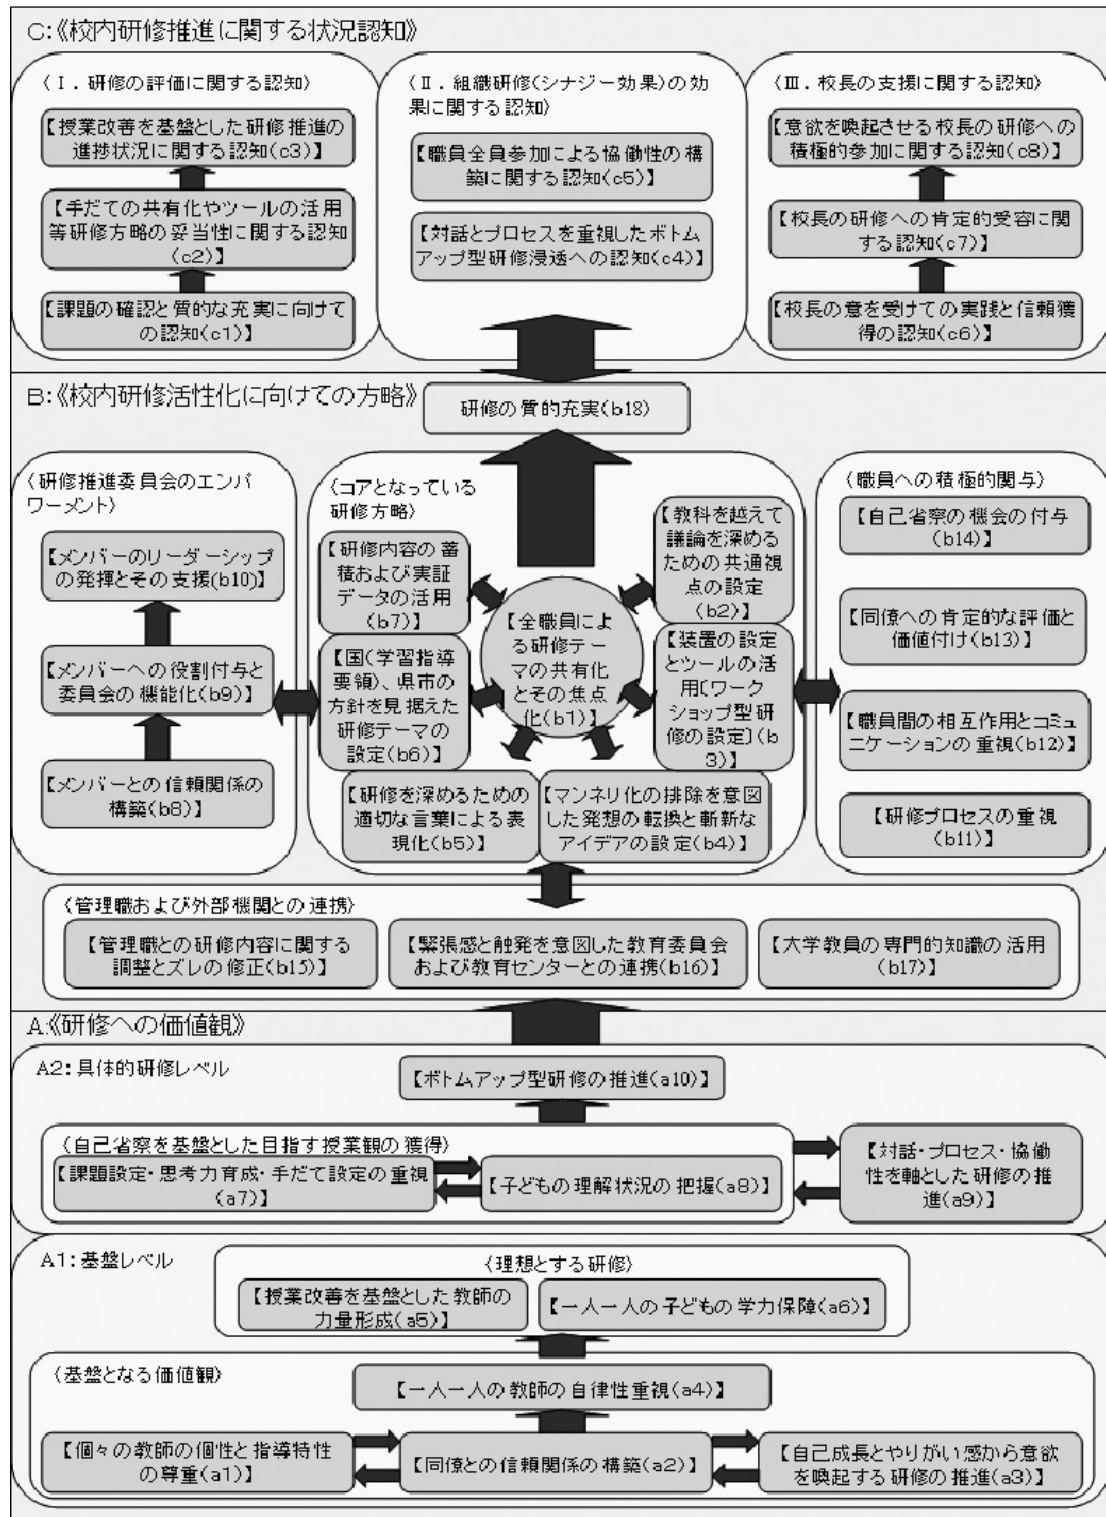 C:《校内研修推進に関する状況認知》
〈Ⅰ．研修の評価に関する認知〉
【授業改善を基盤とした研修推進の
進捗状況に関する認知(c3)】
【手だての共有化やツールの活用
等研修方略の妥当性に関する認知
(c2)】
【課題の確認と質的な充実に向けて
の認知(c1)】
〈Ⅱ．組織研修(シナジー効果)の効
果に関する認知〉
【職員全員参加による協働性の構
築に関する認知(c5)】
【対話とプロセスを重視したボトム
アップ型研修浸透への認知(c4)】
〈Ⅲ．校長の支援に関する認知〉
【意欲を喚起させる校長の研修への
積極的参加に関する認知(c8)】
【校長の研修への肯定的受容に関
する認知(c7)】
【校長の意を受けての実践と信頼獲
得の認知(c6)】
B:《校内研修活性化に向けての方略》
研修の質的充実(b18)
〈研修推進委員会のエンパ
ワーメント〉
【メンバーのリーダーシップ
の発揮とその支援(b10)】
【メンバーへの役割付与と
委員会の機能化(b9)】
【メンバーとの信頼関係の
構築(b8)】
〈コアとなっている
研修方略〉
【研修内容の蓄
積および実証
データの活用
(b7)】
【国(学習指導
要領)、県市の
方針を見据えた
研修テーマの
設定(b6)】
【研修を深めるための
適切な言葉による表
現化(b5)】
【全職員によ
る研修テー
マの共有化
とその焦点
化(b1)】
【教科を越えて
議論を深める
ための共通視
点の設定
(b2)】
【装置の設定
とツールの活
用〔ワーク
ショップ型研
修の設定〕(b
3)】
【マンネリ化の排除を意図
した発想の転換と斬新な
アイデアの設定(b4)】
〈職員への積極的関与〉
【自己省察の機会の付与
(b14)】
【同僚への肯定的な評価と
価値付け(b13)】
【職員間の相互作用とコミュ
ニケーションの重視(b12)】
【研修プロセスの重視
(b11)】
〈管理職および外部機関との連携〉
【管理職との研修内容に関する
調整とズレの修正(b15)】
【緊張感と触発を意図した教育委員会
および教育センターとの連携(b16)】
【大学教員の専門的知識の活用
(b17)】
A:《研修への価値観》
A2：具体的研修レベル
【ボトムアップ型研修の推進(a10)】
〈自己省察を基盤とした目指す授業観の獲得〉
【課題設定・思考力育成・手だて設定の重視
(a7)】
【子どもの理解状況の把握(a8)】
【対話・プロセス・協働
性を軸とした研修の推
進(a9)】
A1：基盤レベル
〈理想とする研修〉
【授業改善を基盤とした教師の
力量形成(a5)】
【一人一人の子どもの学力保障(a6)】
〈基盤となる価値観〉
【一人一人の教師の自律性重視(a4)】
【個々の教師の個性と指導特性
の尊重(a1)】
【同僚との信頼関係の構築(a2)】
【自己成長とやりがい感から意欲
を喚起する研修の推進(a3)】